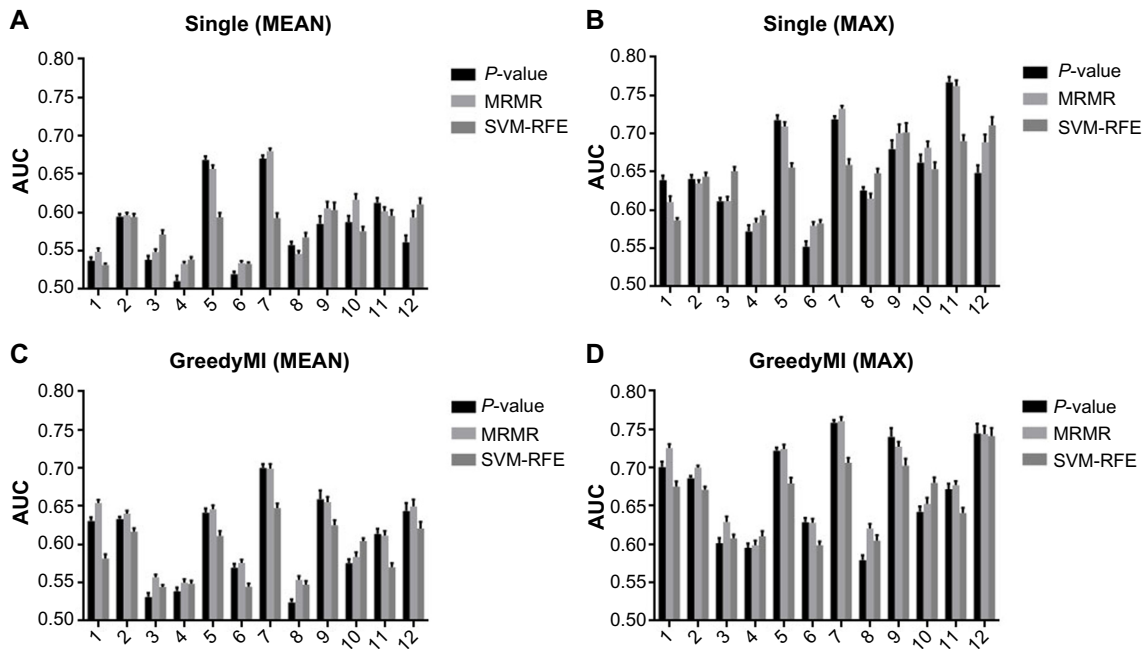 A
Single (MEAN)
0.80
0.75
0.70
0.65
0.60
0.55
0.50
AUC
P-value
MRMR
SVM-RFE
1 2 3 4 5 6 7 8 9 10 11 12
B
Single (MAX)
0.80
0.75
0.70
0.65
0.60
0.55
0.50
AUC
P-value
MRMR
SVM-RFE
1 2 3 4 5 6 7 8 9 10 11 12
C
GreedyMI (MEAN)
0.80
0.75
0.70
0.65
0.60
0.55
0.50
AUC
P-value
MRMR
SVM-RFE
1 2 3 4 5 6 7 8 9 10 11 12
D
GreedyMI (MAX)
0.80
0.75
0.70
0.65
0.60
0.55
0.50
AUC
P-value
MRMR
SVM-RFE
1 2 3 4 5 6 7 8 9 10 11 12